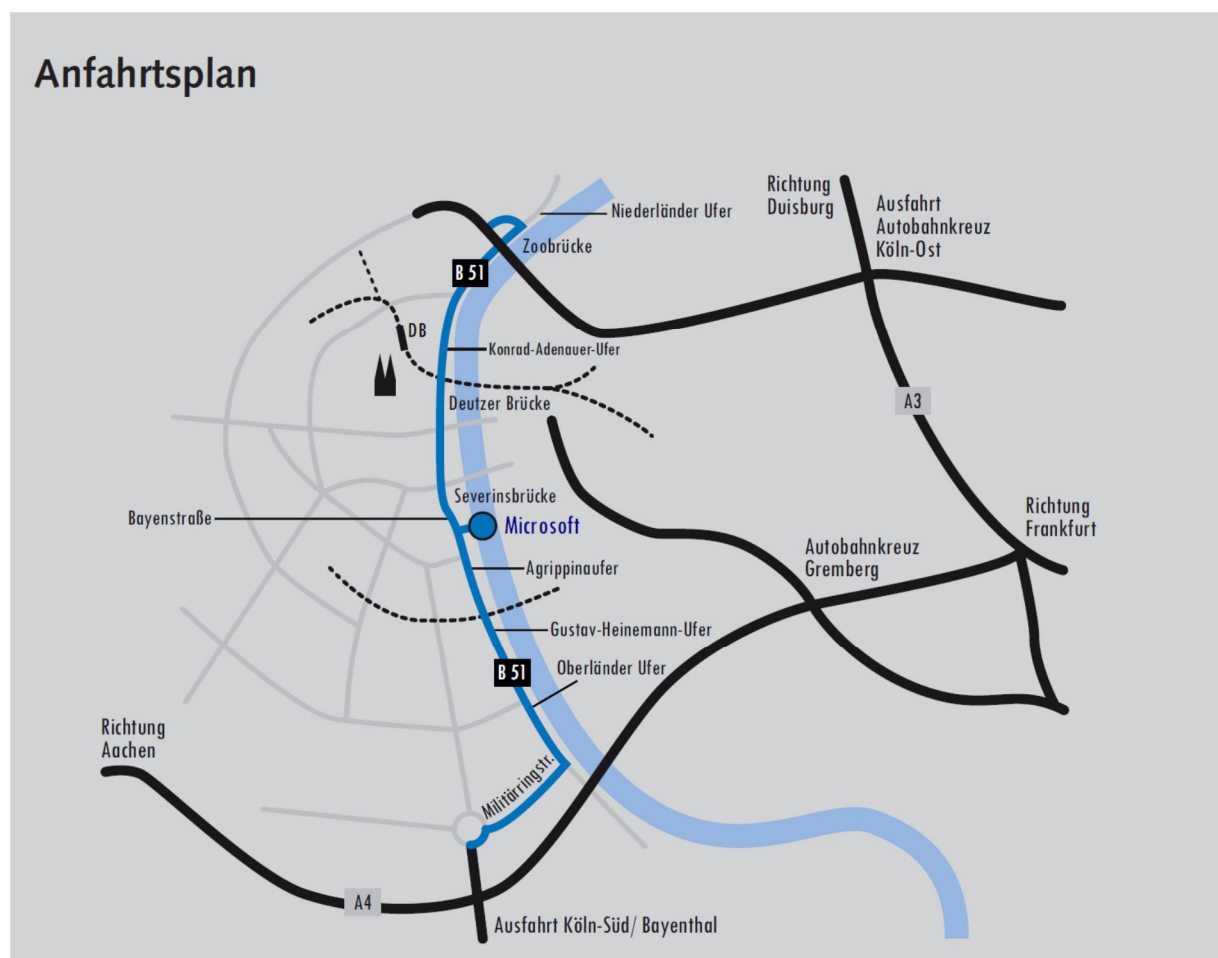 Anfahrtsplan
Richtung
Duisburg
Ausfahrt
Autobahnkreuz
Köln-Ost
Niederländer Ufer
Zoobrücke
B 51
DB
Konrad-Adenauer-Ufer
Deutzer Brücke
A3
Severinsbrücke
Bayenstraße
Microsoft
Richtung
Frankfurt
Autobahnkreuz
Gremberg
Agrippinaufer
Gustav-Heinemann-Ufer
B 51
Oberländer Ufer
Richtung
Aachen
Militärringstr.
A4
Ausfahrt Köln-Süd/ Bayenthal